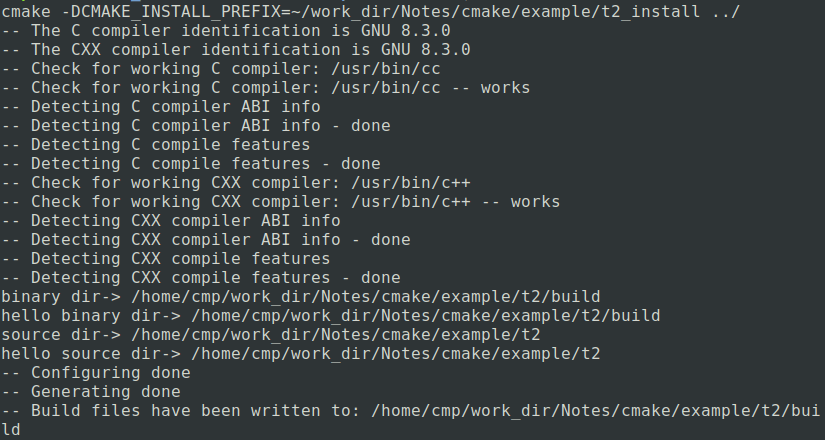 cmake -DCMAKE_INSTALL_PREFIX=~/work_dir/Notes/cmake/example/t2_install ../
-- The C compiler identification is GNU 8.3.0
-- The CXX compiler identification is GNU 8.3.0
-- Check for working C compiler: /usr/bin/cc
-- Check for working C compiler: /usr/bin/cc -- works
-- Detecting C compiler ABI info
-- Detecting C compiler ABI info - done
-- Detecting C compile features
-- Detecting C compile features - done
-- Check for working CXX compiler: /usr/bin/c++
-- Check for working CXX compiler: /usr/bin/c++ -- works
-- Detecting CXX compiler ABI info
-- Detecting CXX compiler ABI info - done
-- Detecting CXX compile features
-- Detecting CXX compile features - done
binary dir-> /home/cmp/work_dir/Notes/cmake/example/t2/build
hello binary dir-> /home/cmp/work_dir/Notes/cmake/example/t2/build
source dir-> /home/cmp/work_dir/Notes/cmake/example/t2
hello source dir-> /home/cmp/work_dir/Notes/cmake/example/t2
-- Configuring done
-- Generating done
-- Build files have been written to: /home/cmp/work_dir/Notes/cmake/example/t2/bui
ld